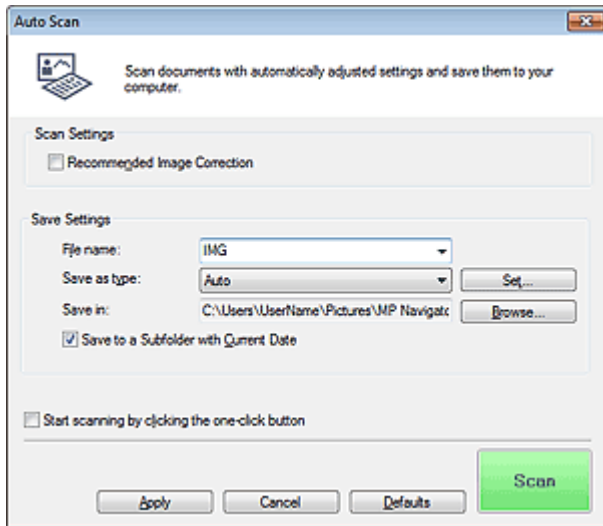 Auto Scan
Scan documents with automatically adjusted settings and save them to your
computer.
Scan Settings
Recommended Image Correction
Save Settings
File name:
IMG
Save as type:
Auto
Set...
Save in:
C:\Users\UserName\Pictures\MP Navigato
Browse...
Save to a Subfolder with Current Date
Start scanning by clicking the one-click button
Scan
Apply
Cancel
Defaults